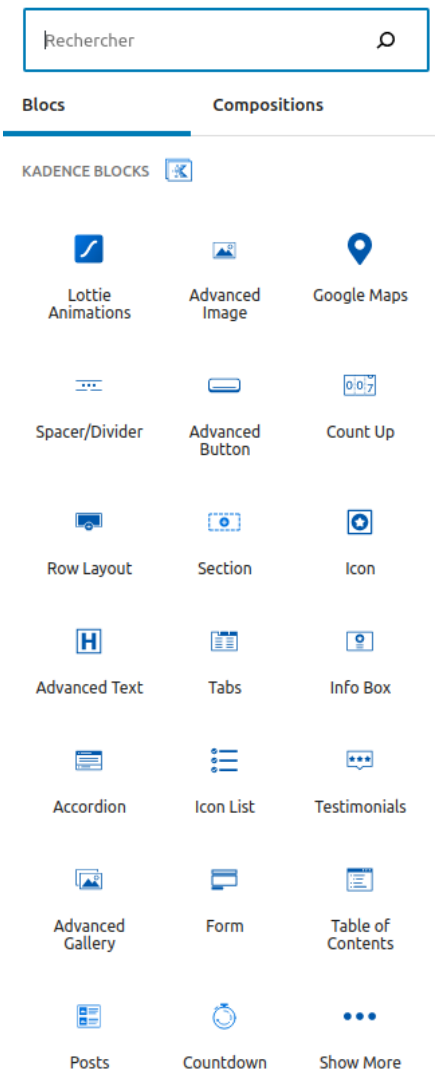 Rechercher
Blocs Compositions
KADENCE BLOCKS
Lottie Animations
Advanced Image
Google Maps
Spacer/Divider
Advanced Button
007
Count Up
Row Layout
Section
Icon
H
Advanced Text
Tabs
Info Box
Accordion
Icon List
Testimonials
Advanced Gallery
Form
Table of Contents
Posts
Countdown
Show More